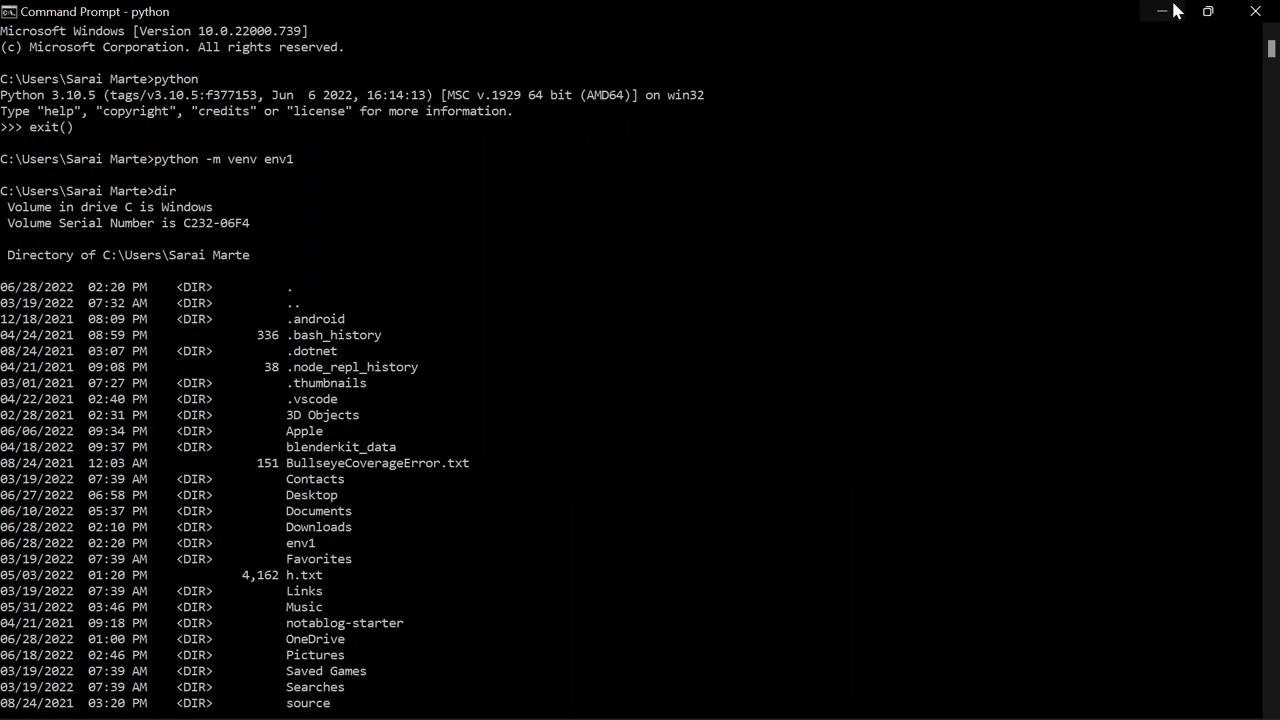 Command Prompt - python
Microsoft Windows [Version 10.0.22000.739]
(c) Microsoft Corporation. All rights reserved.
C:\Users\Sarai Marte>python
Python 3.10.5 (tags/v3.10.5:f377153, Jun  6 2022, 16:14:13) [MSC v.1929 64 bit (AMD64)] on win32
Type "help", "copyright", "credits" or "license" for more information.
>>> exit()
C:\Users\Sarai Marte>python -m venv env1
C:\Users\Sarai Marte>dir
 Volume in drive C is Windows
 Volume Serial Number is C232-06F4
 Directory of C:\Users\Sarai Marte
06/28/2022  02:20 PM    <DIR>          .
03/19/2022  07:32 AM    <DIR>          ..
12/18/2021  08:09 PM    <DIR>          .android
04/24/2021  08:59 PM               336 .bash_history
08/24/2021  03:07 PM    <DIR>          .dotnet
04/21/2021  09:08 PM                38 .node_repl_history
03/01/2021  07:27 PM    <DIR>          .thumbnails
04/22/2021  02:40 PM    <DIR>          .vscode
02/28/2021  02:31 PM    <DIR>          3D Objects
06/06/2022  09:34 PM    <DIR>          Apple
04/18/2022  09:37 PM    <DIR>          blenderkit_data
08/24/2021  12:03 AM               151 BullseyeCoverageError.txt
03/19/2022  07:39 AM    <DIR>          Contacts
06/27/2022  06:58 PM    <DIR>          Desktop
06/10/2022  05:37 PM    <DIR>          Documents
06/28/2022  02:10 PM    <DIR>          Downloads
06/28/2022  02:20 PM    <DIR>          env1
03/19/2022  07:39 AM    <DIR>          Favorites
05/03/2022  01:20 PM             4,162 h.txt
03/19/2022  07:39 AM    <DIR>          Links
05/31/2022  03:46 PM    <DIR>          Music
04/21/2021  09:18 PM    <DIR>          notablog-starter
06/28/2022  01:00 PM    <DIR>          OneDrive
06/18/2022  02:46 PM    <DIR>          Pictures
03/19/2022  07:39 AM    <DIR>          Saved Games
03/19/2022  07:39 AM    <DIR>          Searches
08/24/2021  03:20 PM    <DIR>          source